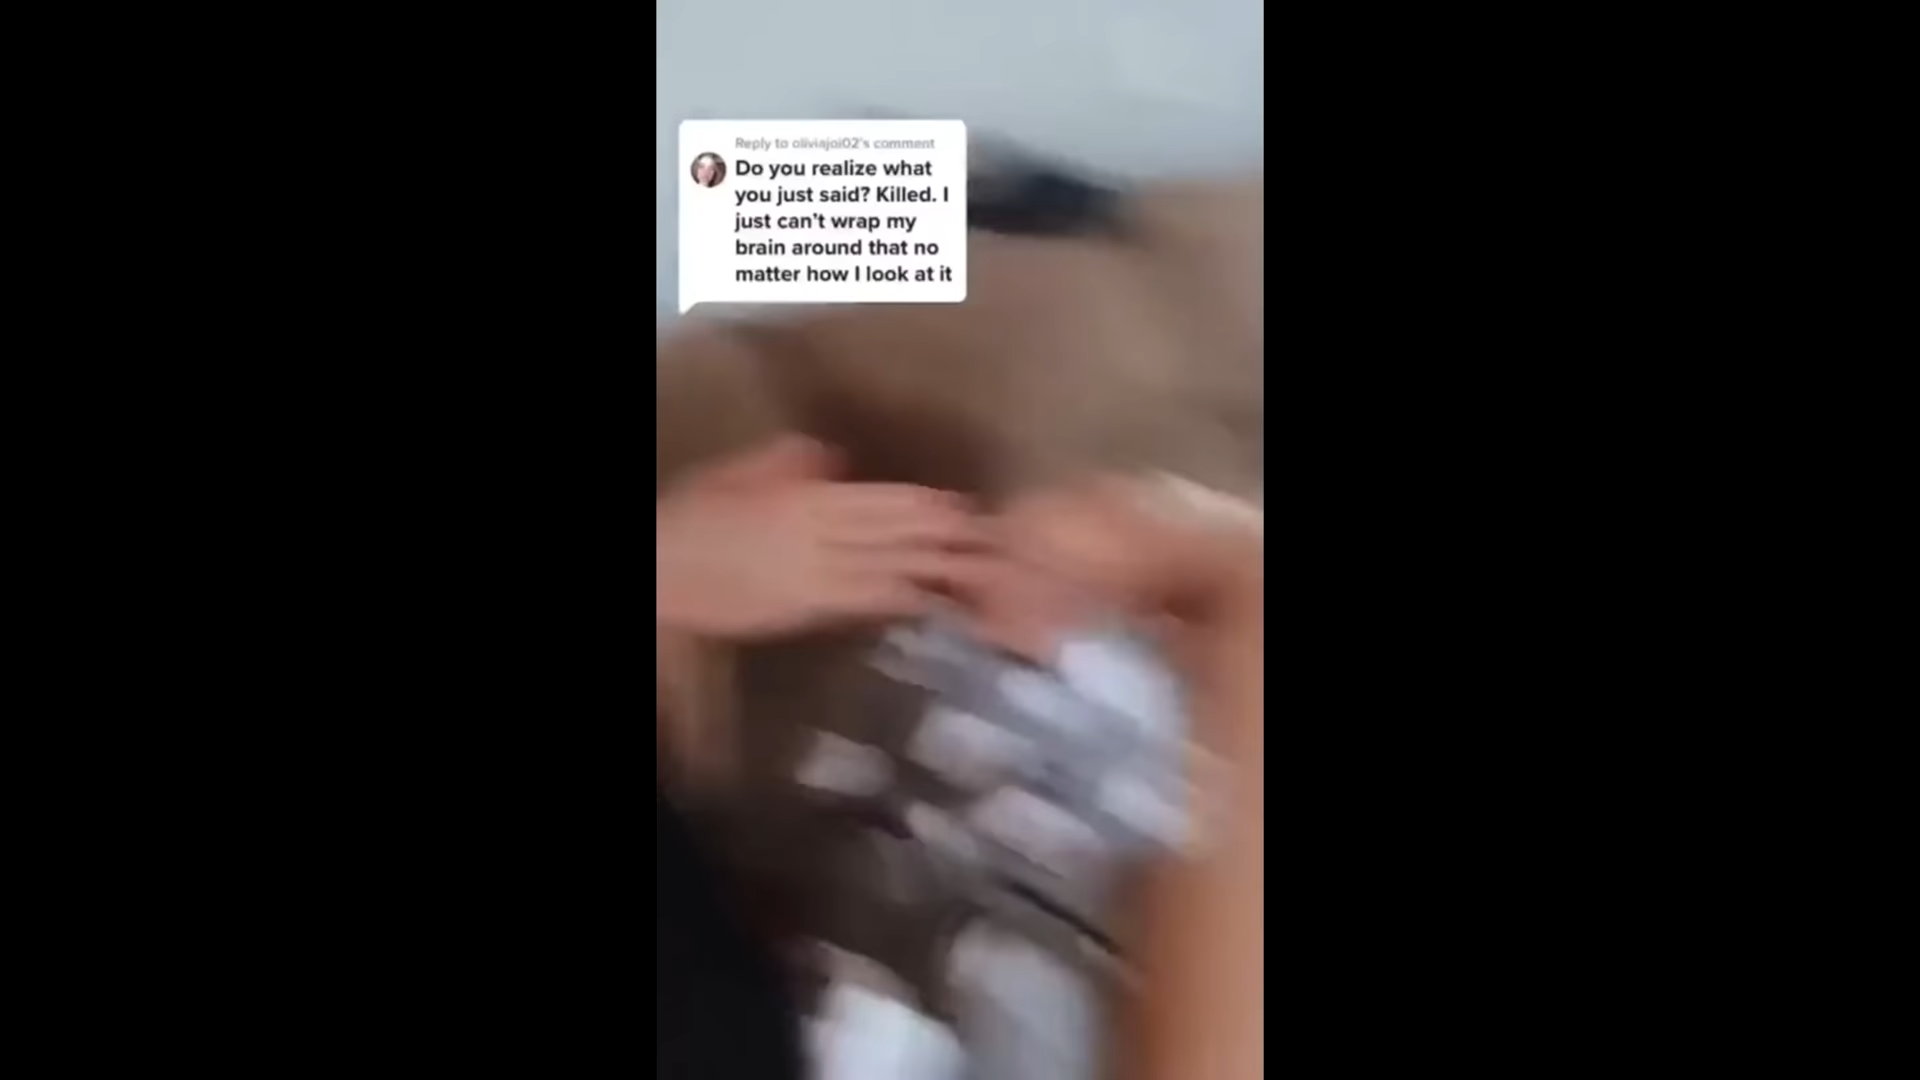 Reply to oliviajoi02's comment
Do you realize what
you just said? Killed. I
just can't wrap my
brain around that no
matter how I look at it